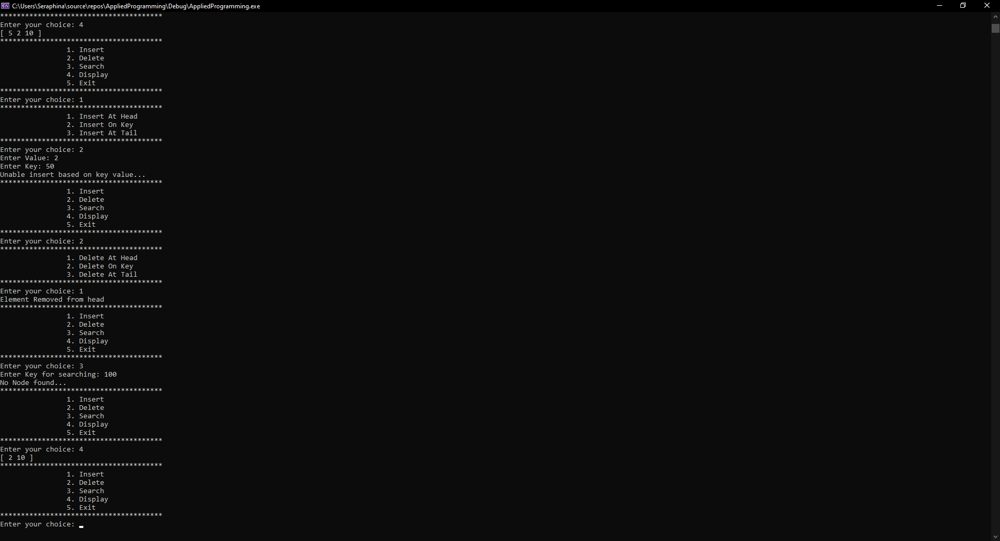 C:\Users\Seraphina\source\repos\AppliedProgramming\Debug\AppliedProgramming.exe
***************************************
Enter your choice: 4
[ 5 2 10 ]
***************************************
1. Insert
2. Delete
3. Search
4. Display
5. Exit
***************************************
Enter your choice: 1
***************************************
1. Insert At Head
2. Insert On Key
3. Insert At Tail
***************************************
Enter your choice: 2
Enter Value: 2
Enter Key: 50
Unable insert based on key value...
***************************************
1. Insert
2. Delete
3. Search
4. Display
5. Exit
***************************************
Enter your choice: 2
***************************************
1. Delete At Head
2. Delete On Key
3. Delete At Tail
***************************************
Enter your choice: 1
Element Removed from head
***************************************
1. Insert
2. Delete
3. Search
4. Display
5. Exit
***************************************
Enter your choice: 3
Enter Key for searching: 100
No Node found...
***************************************
1. Insert
2. Delete
3. Search
4. Display
5. Exit
***************************************
Enter your choice: 4
[ 2 10 ]
***************************************
1. Insert
2. Delete
3. Search
4. Display
5. Exit
***************************************
Enter your choice: